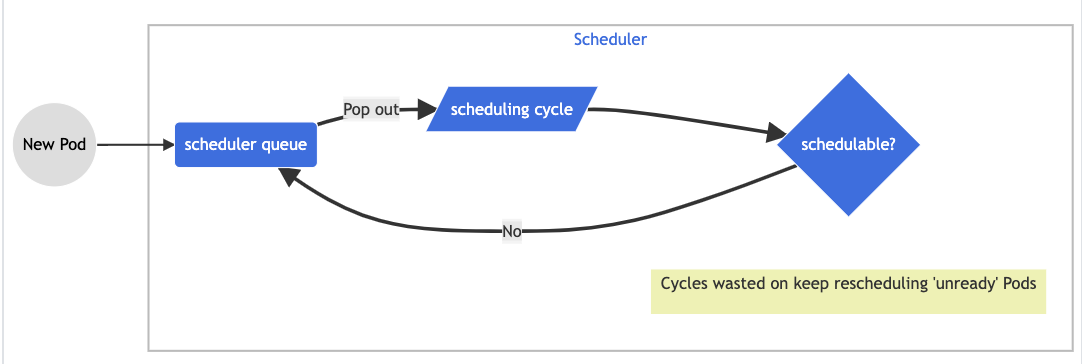 Scheduler
New Pod
scheduler queue
Pop out
scheduling cycle
schedulable?
No
Cycles wasted on keep rescheduling 'unready' Pods